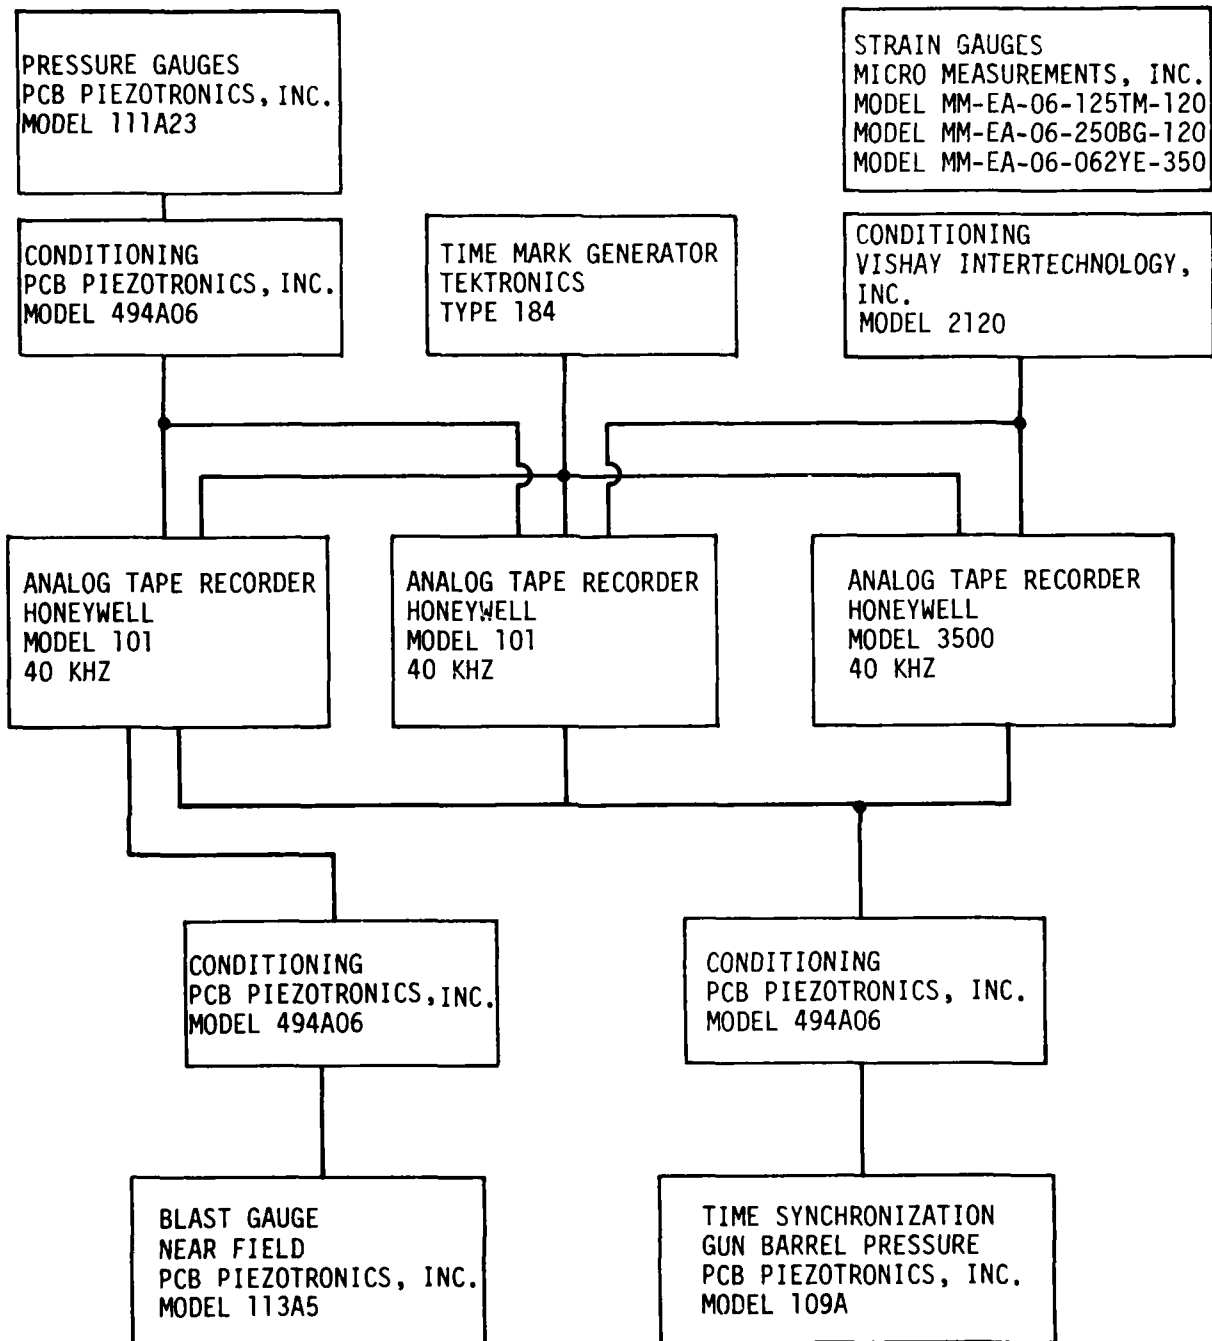 PRESSURE GAUGES
PCB PIEZOTRONICS, INC.
MODEL 111A23
STRAIN GAUGES
MICRO MEASUREMENTS, INC.
MODEL MM-EA-06-125TM-120
MODEL MM-EA-06-250BG-120
MODEL MM-EA-06-062YE-350
CONDITIONING
PCB PIEZOTRONICS, INC.
MODEL 494A06
TIME MARK GENERATOR
TEKTRONICS
TYPE 184
CONDITIONING
VISHAY INTERTECHNOLOGY,
INC.
MODEL 2120
ANALOG TAPE RECORDER
HONEYWELL
MODEL 101
40 KHZ
ANALOG TAPE RECORDER
HONEYWELL
MODEL 101
40 KHZ
ANALOG TAPE RECORDER
HONEYWELL
MODEL 3500
40 KHZ
CONDITIONING
PCB PIEZOTRONICS, INC.
MODEL 494A06
CONDITIONING
PCB PIEZOTRONICS, INC.
MODEL 494A06
BLAST GAUGE
NEAR FIELD
PCB PIEZOTRONICS, INC.
MODEL 113A5
TIME SYNCHRONIZATION
GUN BARREL PRESSURE
PCB PIEZOTRONICS, INC.
MODEL 109A